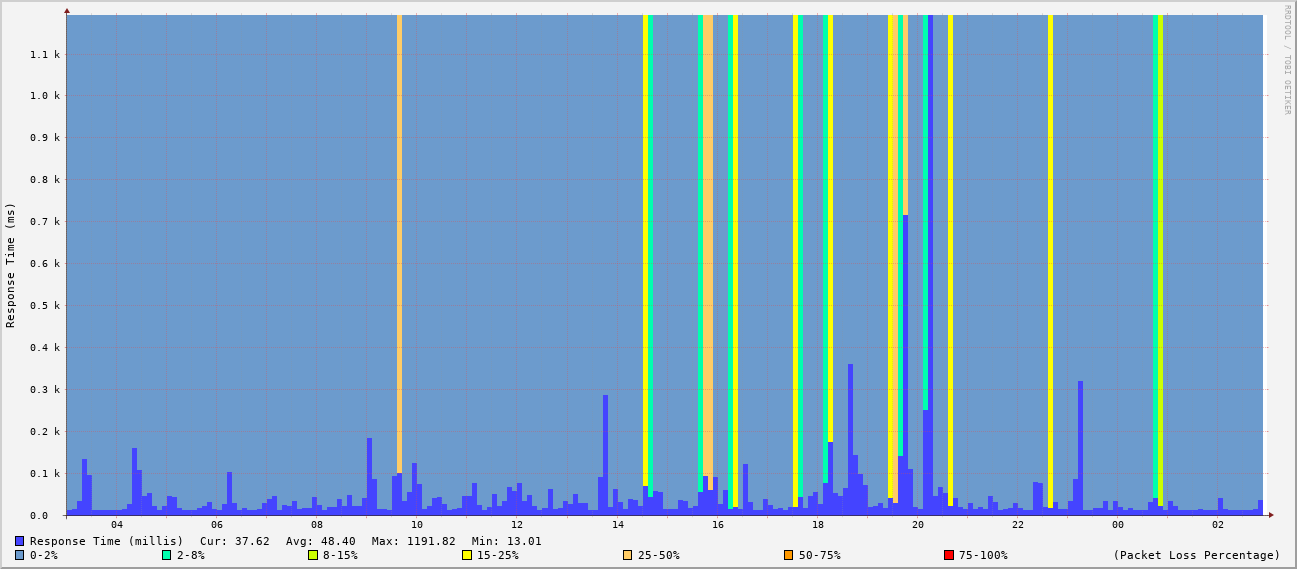 RRDTOOL / TOBI OETIKER
Response Time (ms)
1.1 k
1.0 k
0.9 k
0.8 k
0.7 k
0.6 k
0.5 k
0.4 k
0.3 k
0.2 k
0.1 k
0.0
04 06 08 10 12 14 16 18 20 22 00 02
Response Time (millis) Cur: 37.62 Avg: 48.40 Max: 1191.82 Min: 13.01
0-2% 2-8% 8-15% 15-25% 25-50% 50-75% 75-100% (Packet Loss Percentage)